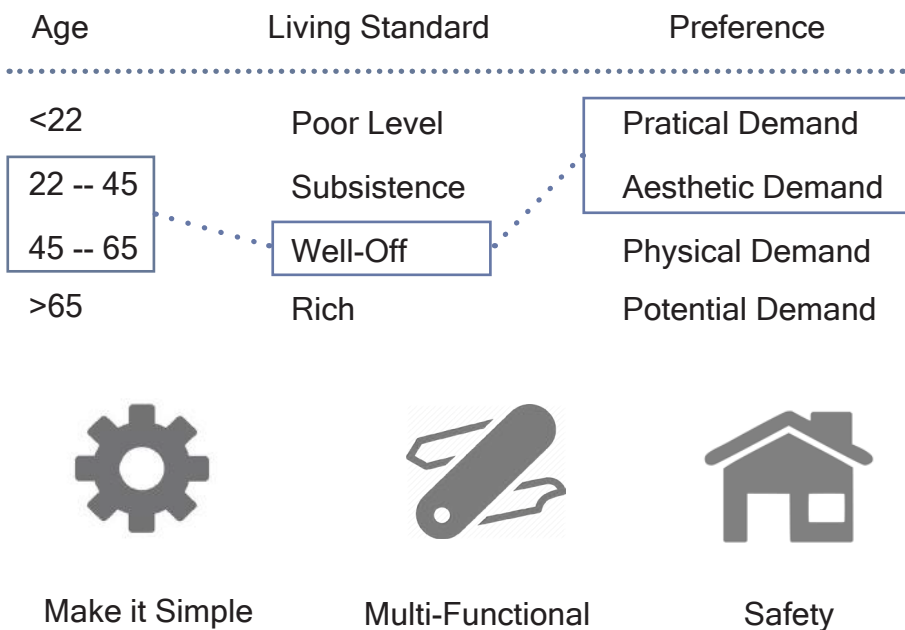 Age Living Standard Preference
<22 Poor Level Pratical Demand
22 -- 45 Subsistence Aesthetic Demand
45 -- 65 Well-Off Physical Demand
>65 Rich Potential Demand
Make it Simple Multi-Functional Safety